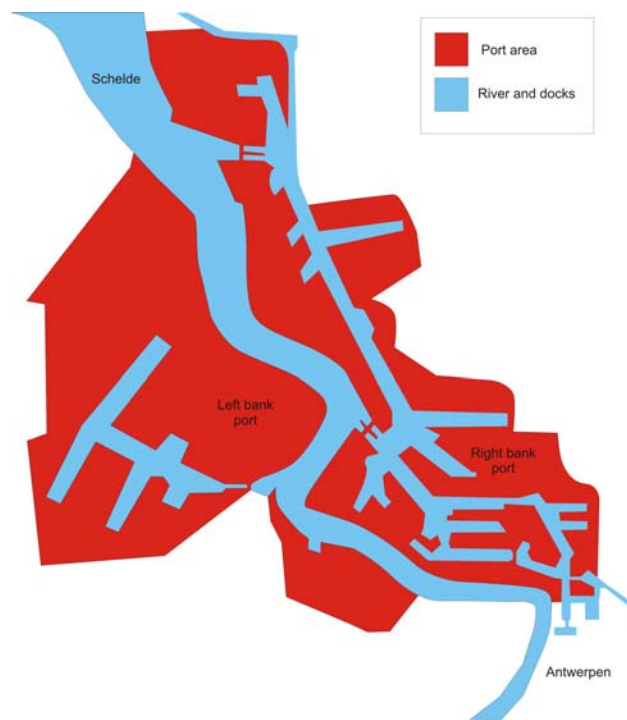 Schelde
Port area
River and docks
Left bank
port
Right bank
port
Antwerpen